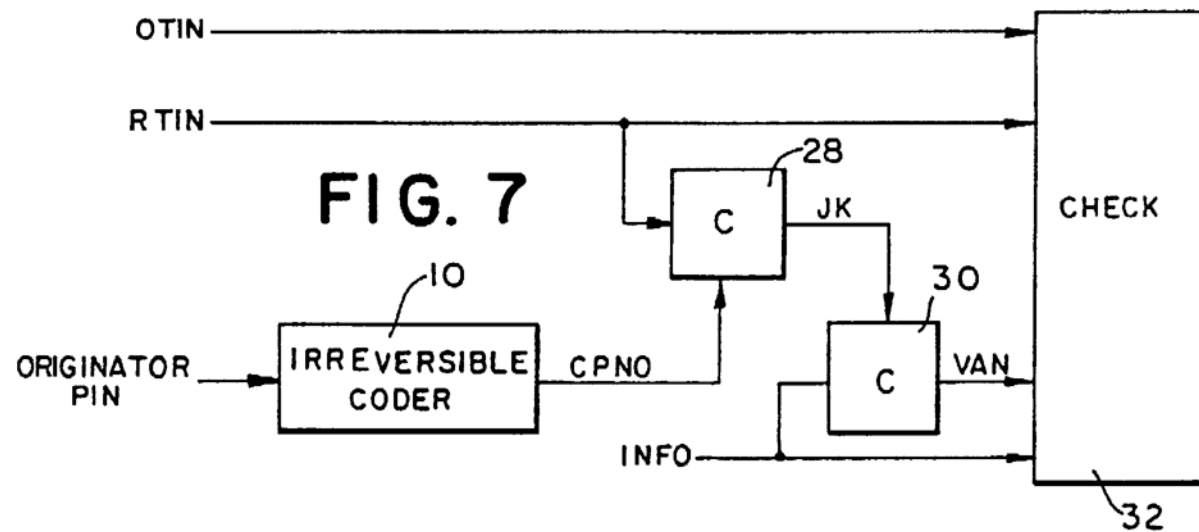 OTIN
RTIN
FIG. 7
28
C
JK
CHECK
10
30
ORIGINATOR
PIN
IRREVERSIBLE
CODER
CPNO
C
VAN
INFO
32